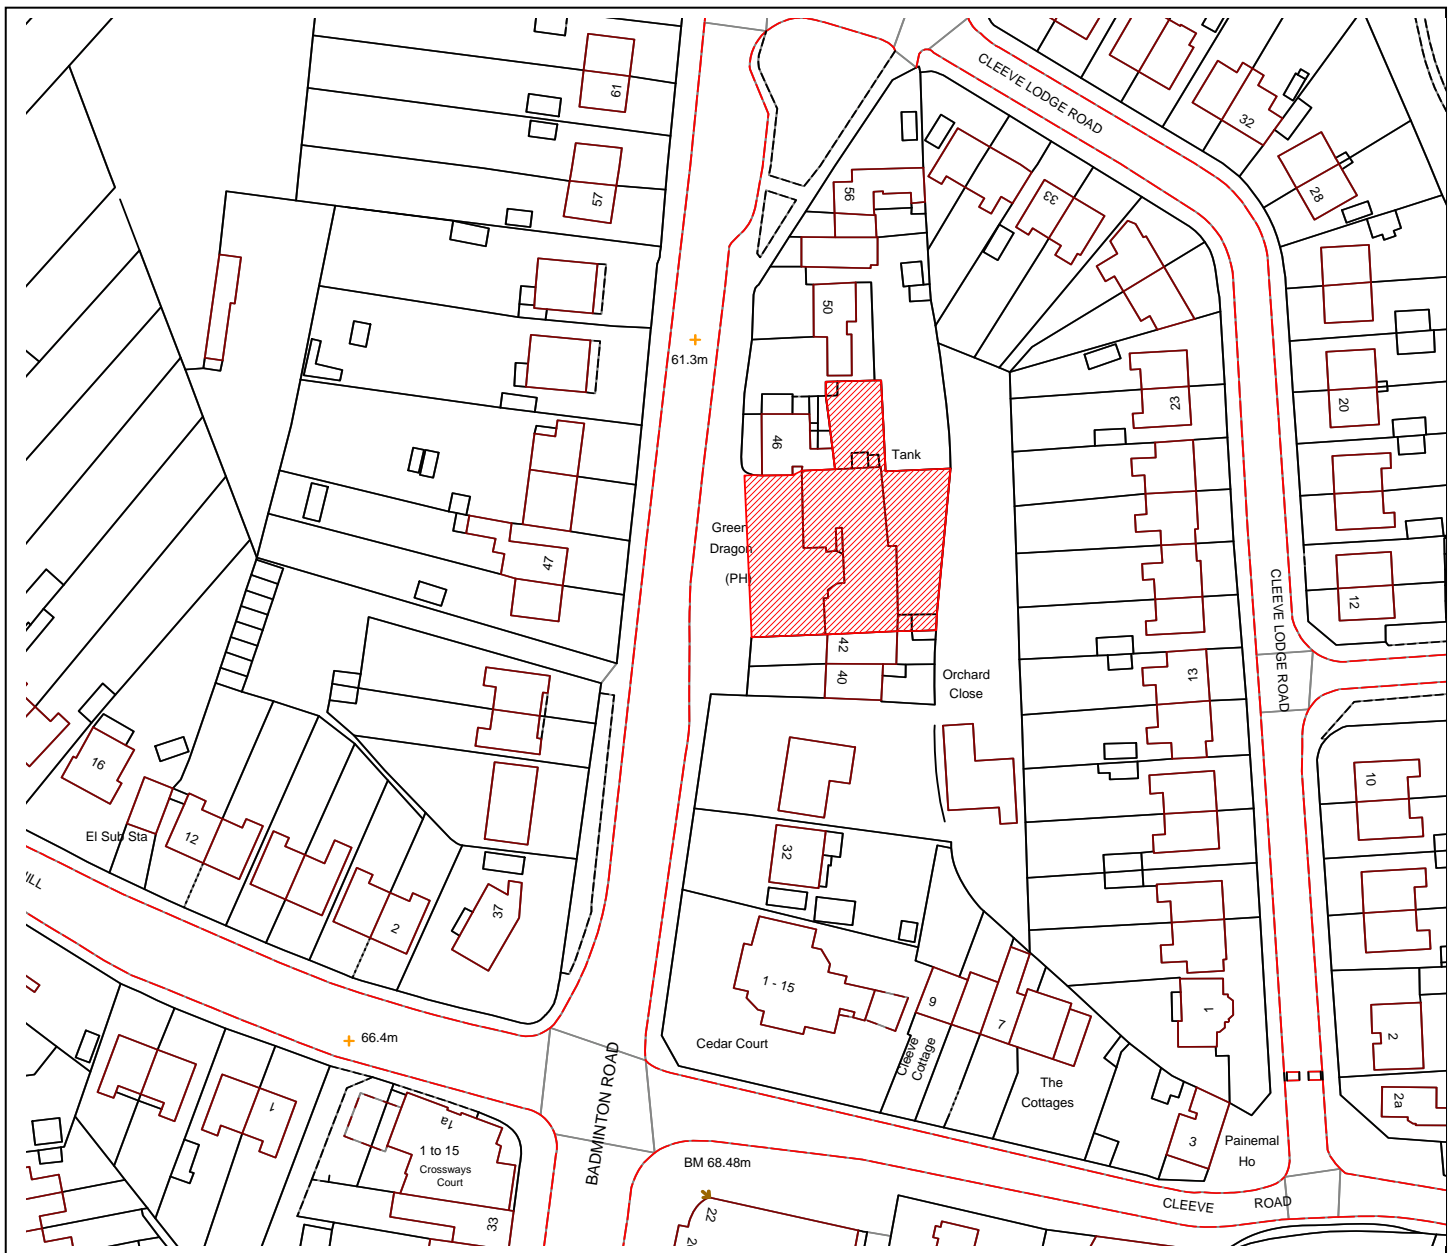 61
CLEEVE LODGE ROAD
32
57
56
33
28
50
61.3m
23
20
46
Tank
Green
Dragon
(PH)
47
CLEEVE LODGE ROAD
12
42
40
Orchard
Close
13
16
El Sub Sta
12
10
32
37
2
1 - 15
9
7
1
2
66.4m
Cedar Court
Cleeve
Cottage
The
Cottages
BADMINTON ROAD
2a
1
1a
1 to 15
Crossways
Court
3
Painemal
Ho
BM 68.48m
CLEEVE ROAD
33
22